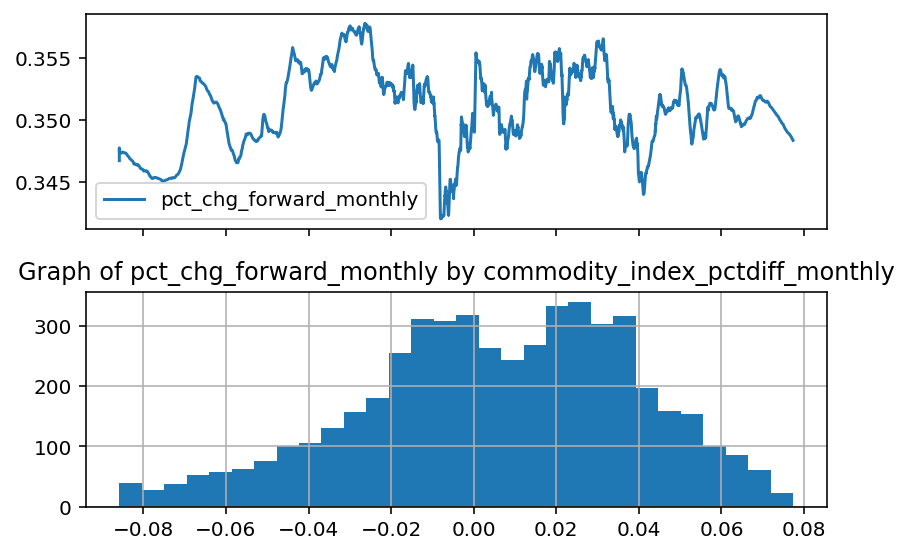 0.355
0.350
0.345
pct_chg_forward_monthly
Graph of pct_chg_forward_monthly by commodity_index_pctdiff_monthly
300
200
100
0
−0.08 −0.06 −0.04 −0.02 0.00 0.02 0.04 0.06 0.08